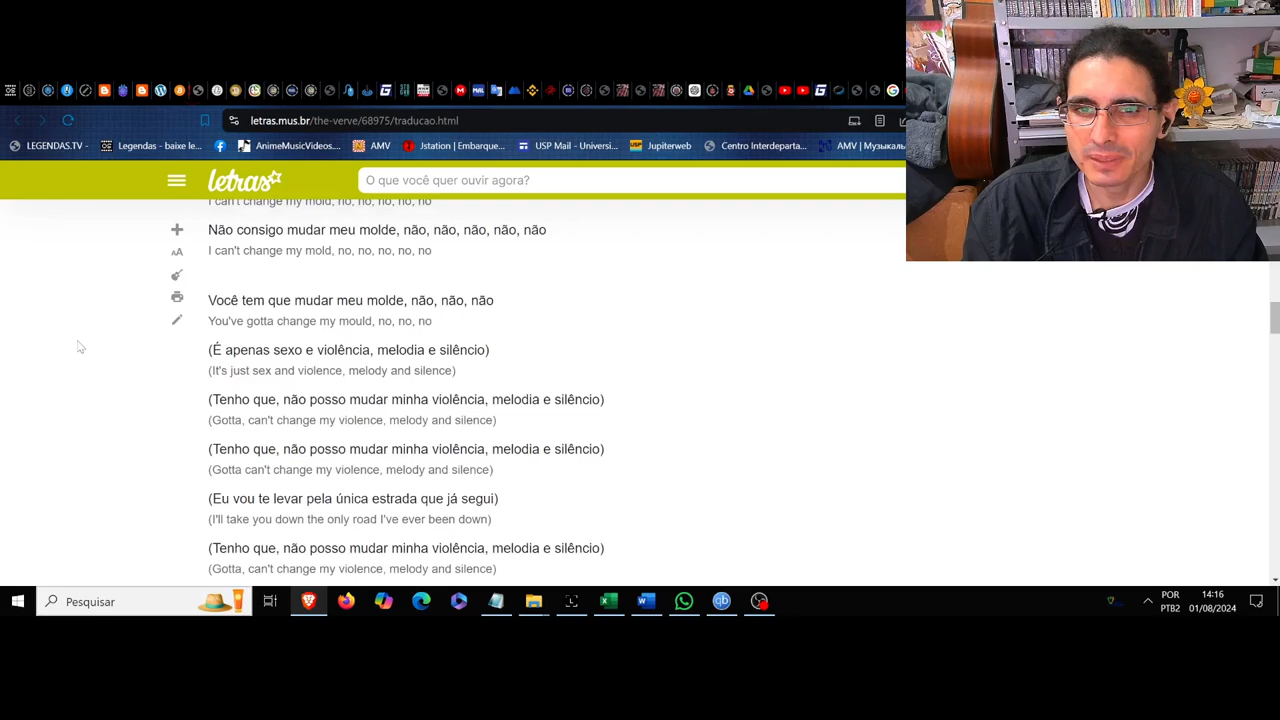 letras.mus.br/the-verve/68975/traducao.html
LEGENDAS.TV -
Legendas - baixe le...
AnimeMusicVideos....
AMV
Jstation | Embarque...
USP Mail - Universi...
Jupiterweb
Centro Interdeparta...
AMV | Музыкаль
letras
O que você quer ouvir agora?
I can't change my mold, no, no, no, no, no
Não consigo mudar meu molde, não, não, não, não, não
I can't change my mold, no, no, no, no, no
Você tem que mudar meu molde, não, não, não
You've gotta change my mould, no, no, no
(É apenas sexo e violência, melodia e silêncio)
(It's just sex and violence, melody and silence)
(Tenho que, não posso mudar minha violência, melodia e silêncio)
(Gotta, can't change my violence, melody and silence)
(Tenho que, não posso mudar minha violência, melodia e silêncio)
(Gotta can't change my violence, melody and silence)
(Eu vou te levar pela única estrada que já segui)
(I'll take you down the only road I've ever been down)
(Tenho que, não posso mudar minha violência, melodia e silêncio)
(Gotta, can't change my violence, melody and silence)
Pesquisar
POR
PTB2
14:16
01/08/2024